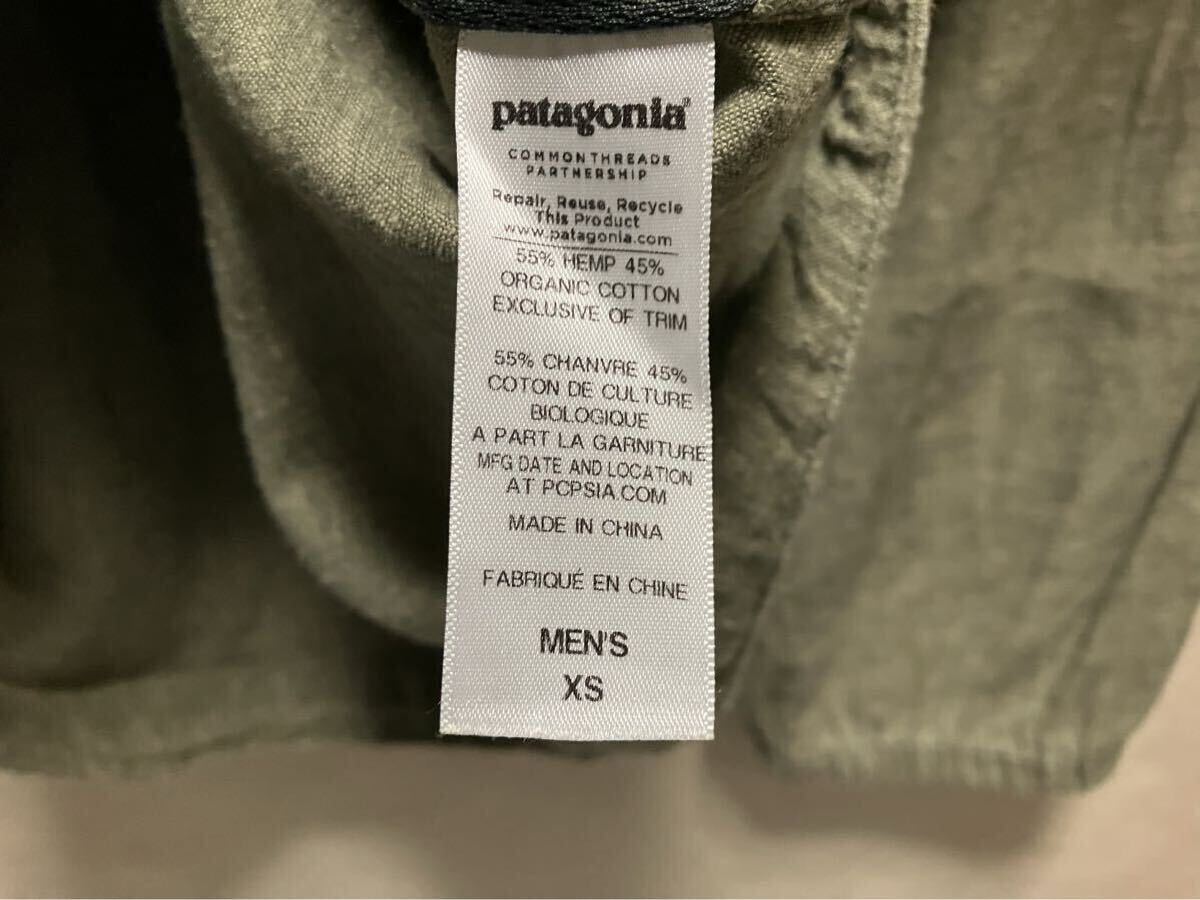 patagonia®
COMMON THREADS
PARTNERSHIP
Repair, Reuse, Recycle
This Product
www.patagonia.com
55% HEMP 45%
ORGANIC COTTON
EXCLUSIVE OF TRIM
55% CHANVRE 45%
COTON DE CULTURE
BIOLOGIQUE
A PART LA GARNITURE
MFG DATE AND LOCATION
AT PCPSIA.COM
MADE IN CHINA
FABRIQUÉ EN CHINE
MEN'S
XS